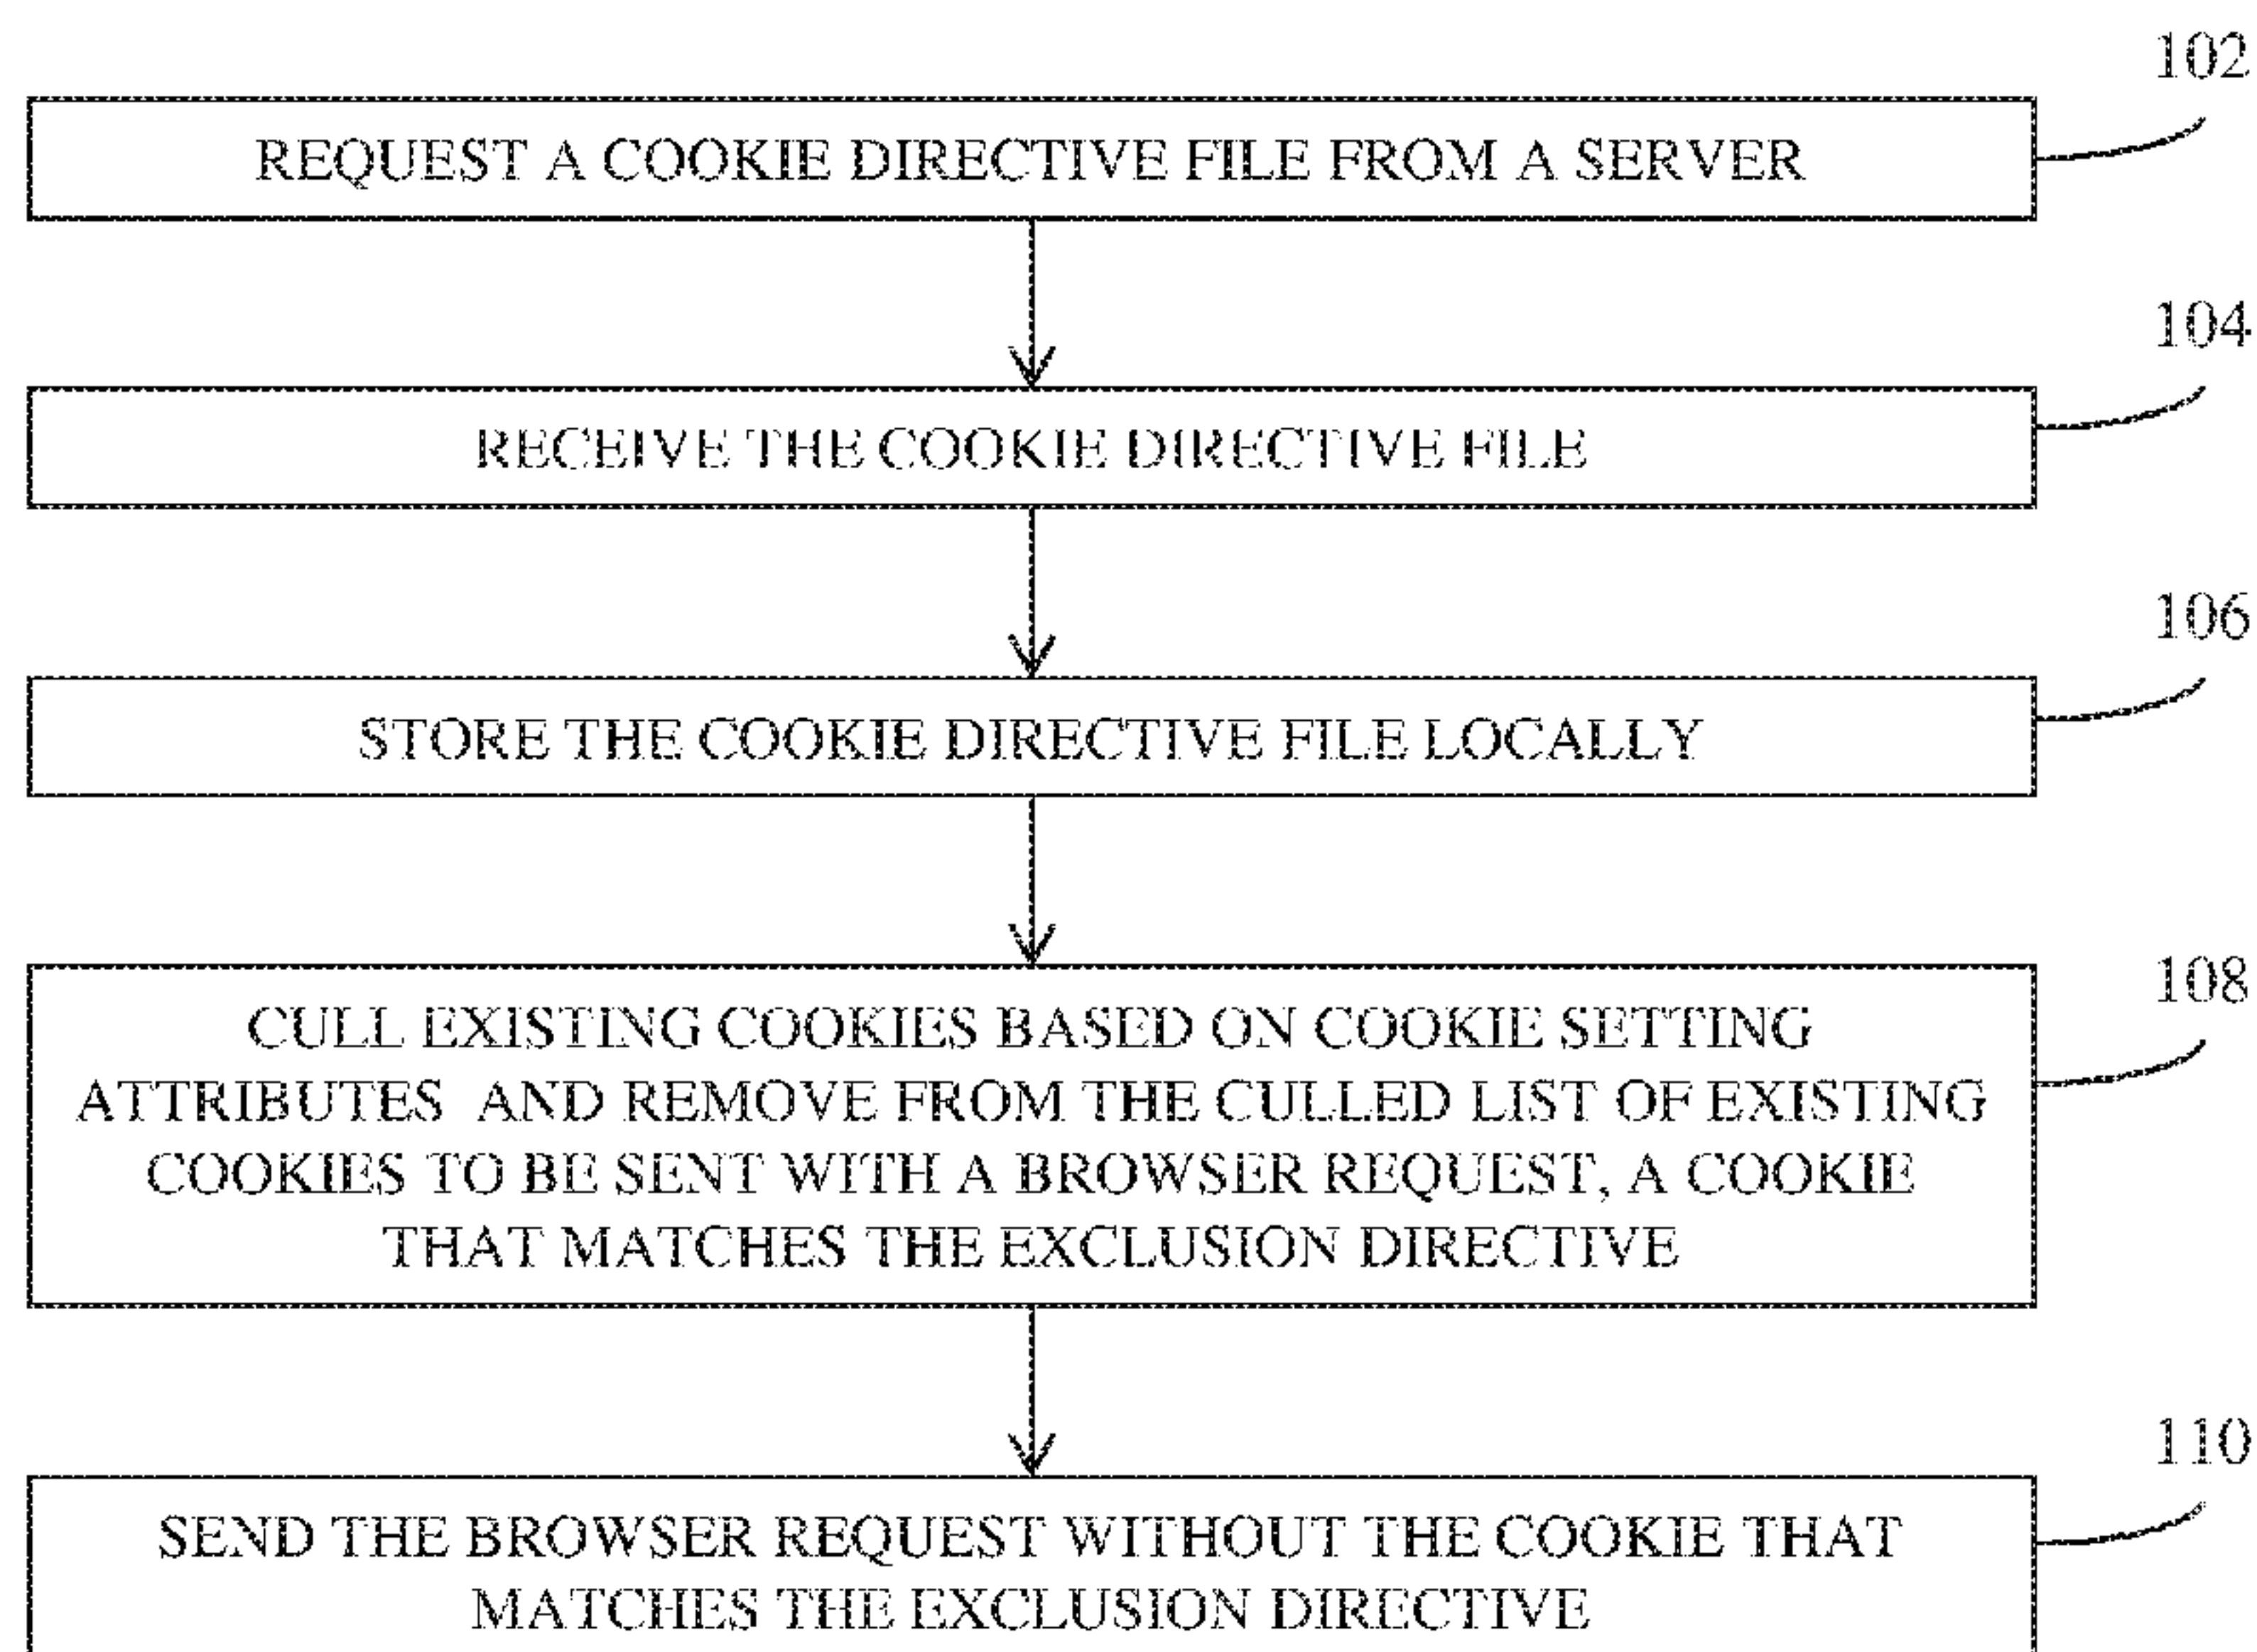 102
REQUEST A COOKIE DIRECTIVE FILE FROM A SERVER
104
RECEIVE THE COOKIE DIRECTIVE FILE
106
STORE THE COOKIE DIRECTIVE FILE LOCALLY
108
CULL EXISTING COOKIES BASED ON COOKIE SETTING
ATTRIBUTES AND REMOVE FROM THE CULLED LIST OF EXISTING
COOKIES TO BE SENT WITH A BROWSER REQUEST, A COOKIE
THAT MATCHES THE EXCLUSION DIRECTIVE
110
SEND THE BROWSER REQUEST WITHOUT THE COOKIE THAT
MATCHES THE EXCLUSION DIRECTIVE